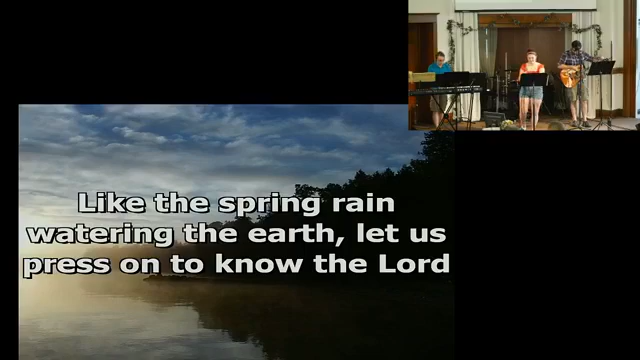 Like the spring rain
watering the earth, let us
press on to know the Lord